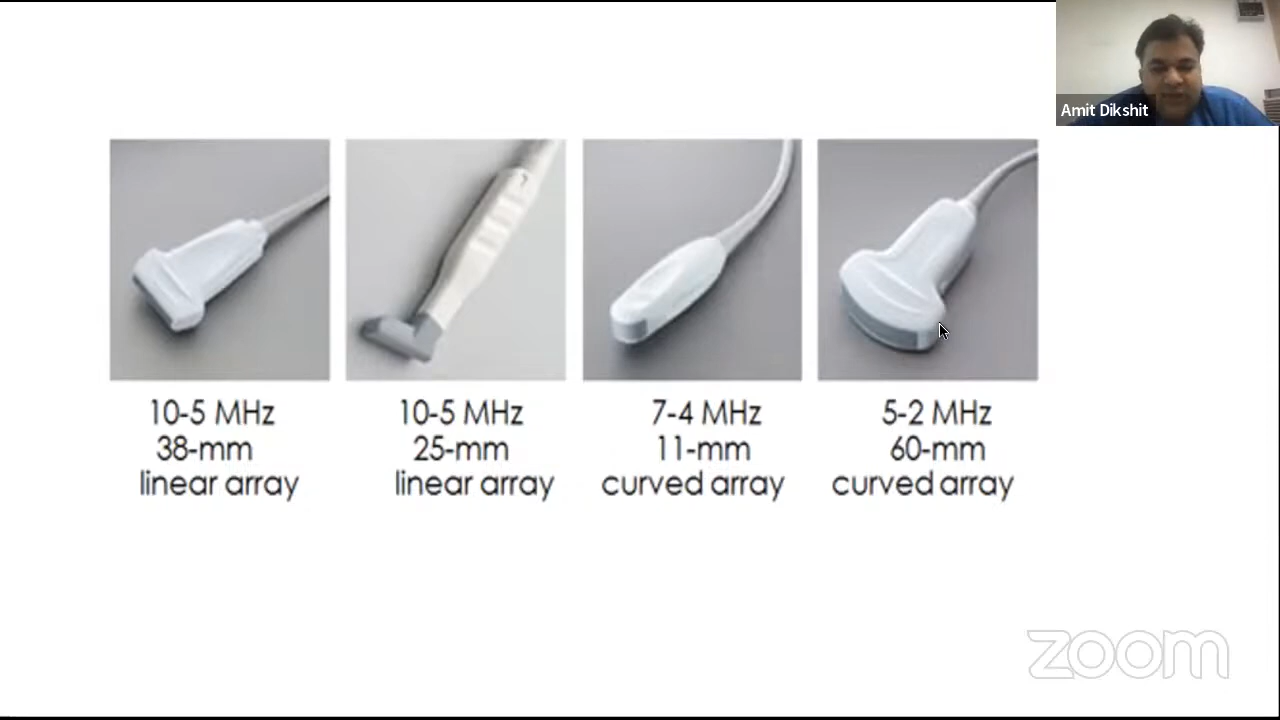 Amit Dikshit
10-5 MHz
38-mm
linear array
10-5 MHz
25-mm
linear array
7-4 MHz
11-mm
curved array
5-2 MHz
60-mm
curved array
zoom